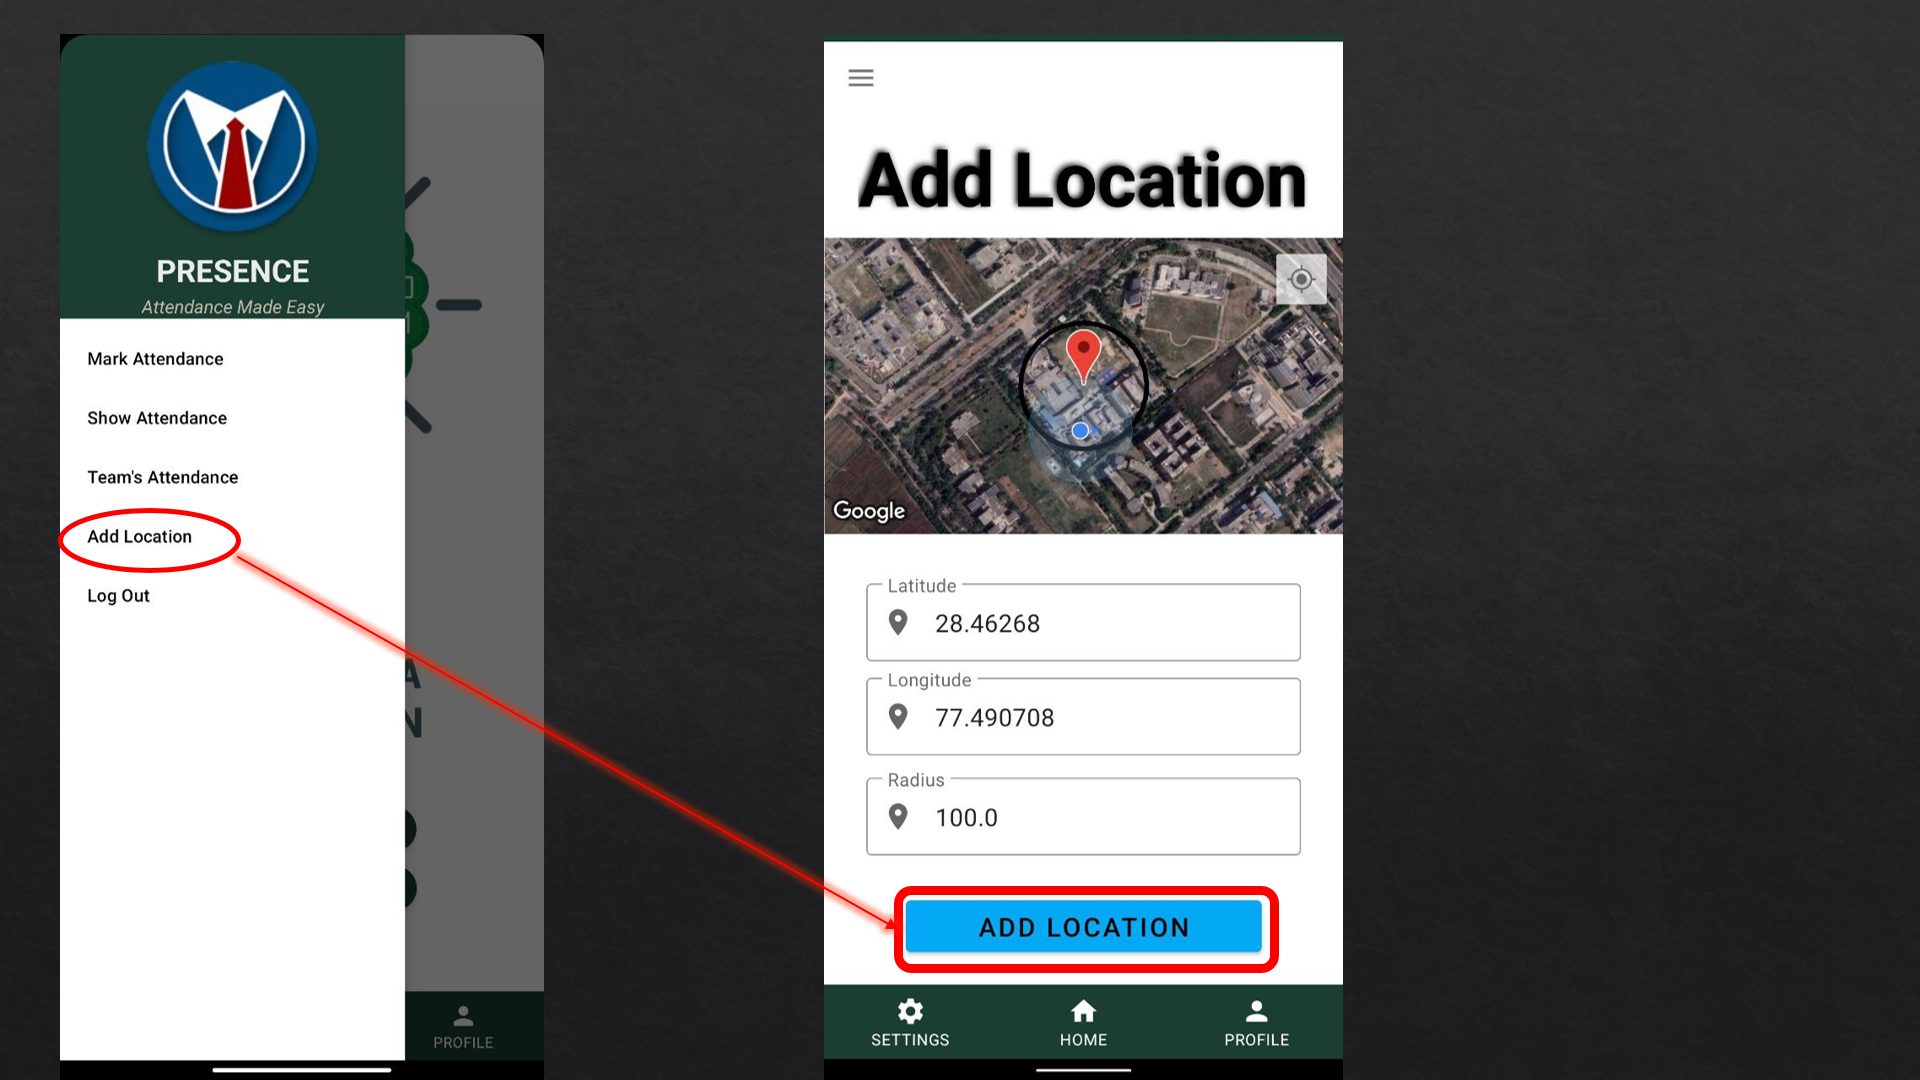 PRESENCE
Attendance Made Easy
Mark Attendance
Show Attendance
Team's Attendance
Add Location
Log Out
A
N
PROFILE
Add Location
Google
Latitude
28.46268
Longitude
77.490708
Radius
100.0
ADD LOCATION
SETTINGS
HOME
PROFILE